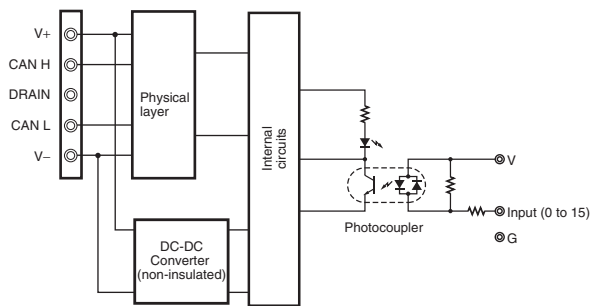 V+
CAN H
DRAIN
CAN L
V–
Physical
layer
DC-DC
Converter
(non-insulated)
Internal
circuits
Photocoupler
V
Input (0 to 15)
G